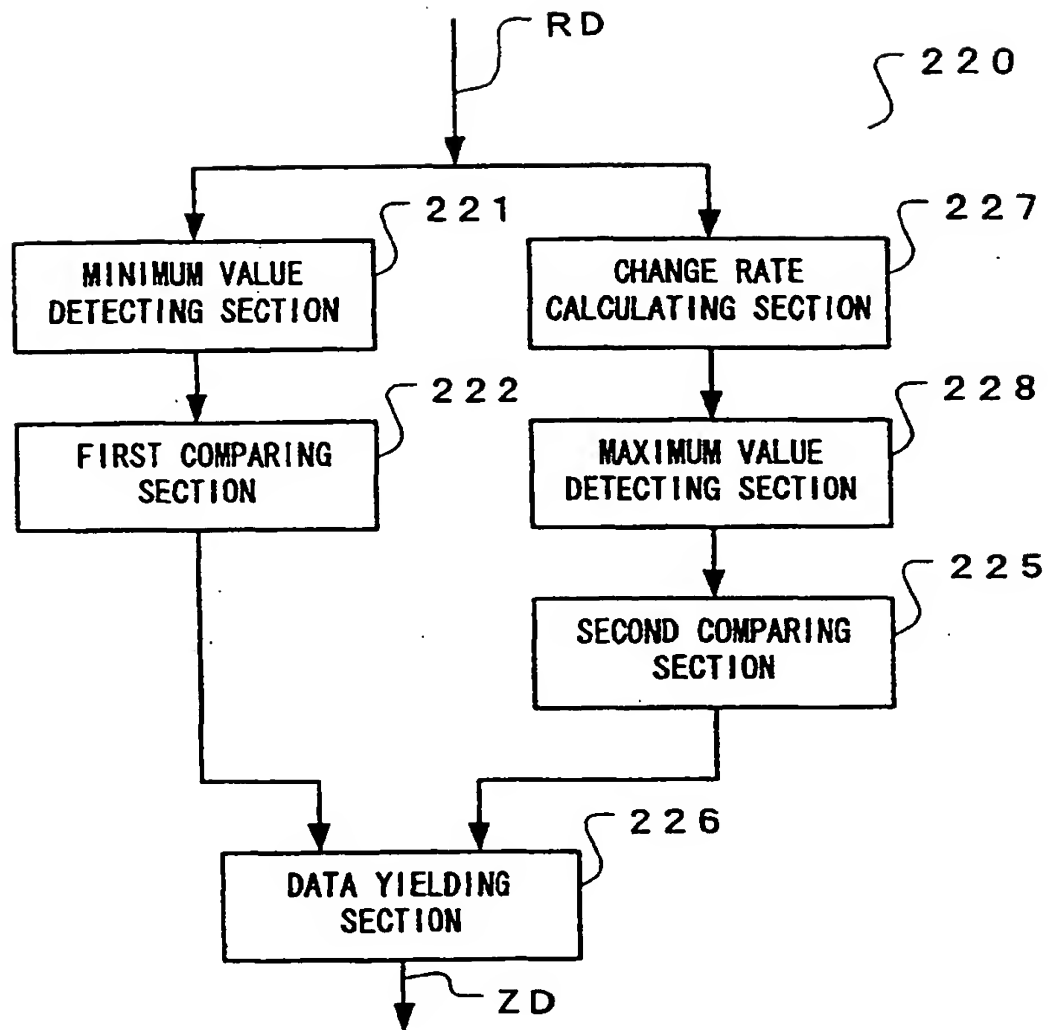 RD
220
221
MINIMUM VALUE
DETECTING SECTION
227
CHANGE RATE
CALCULATING SECTION
222
FIRST COMPARING
SECTION
228
MAXIMUM VALUE
DETECTING SECTION
225
SECOND COMPARING
SECTION
226
DATA YIELDING
SECTION
ZD